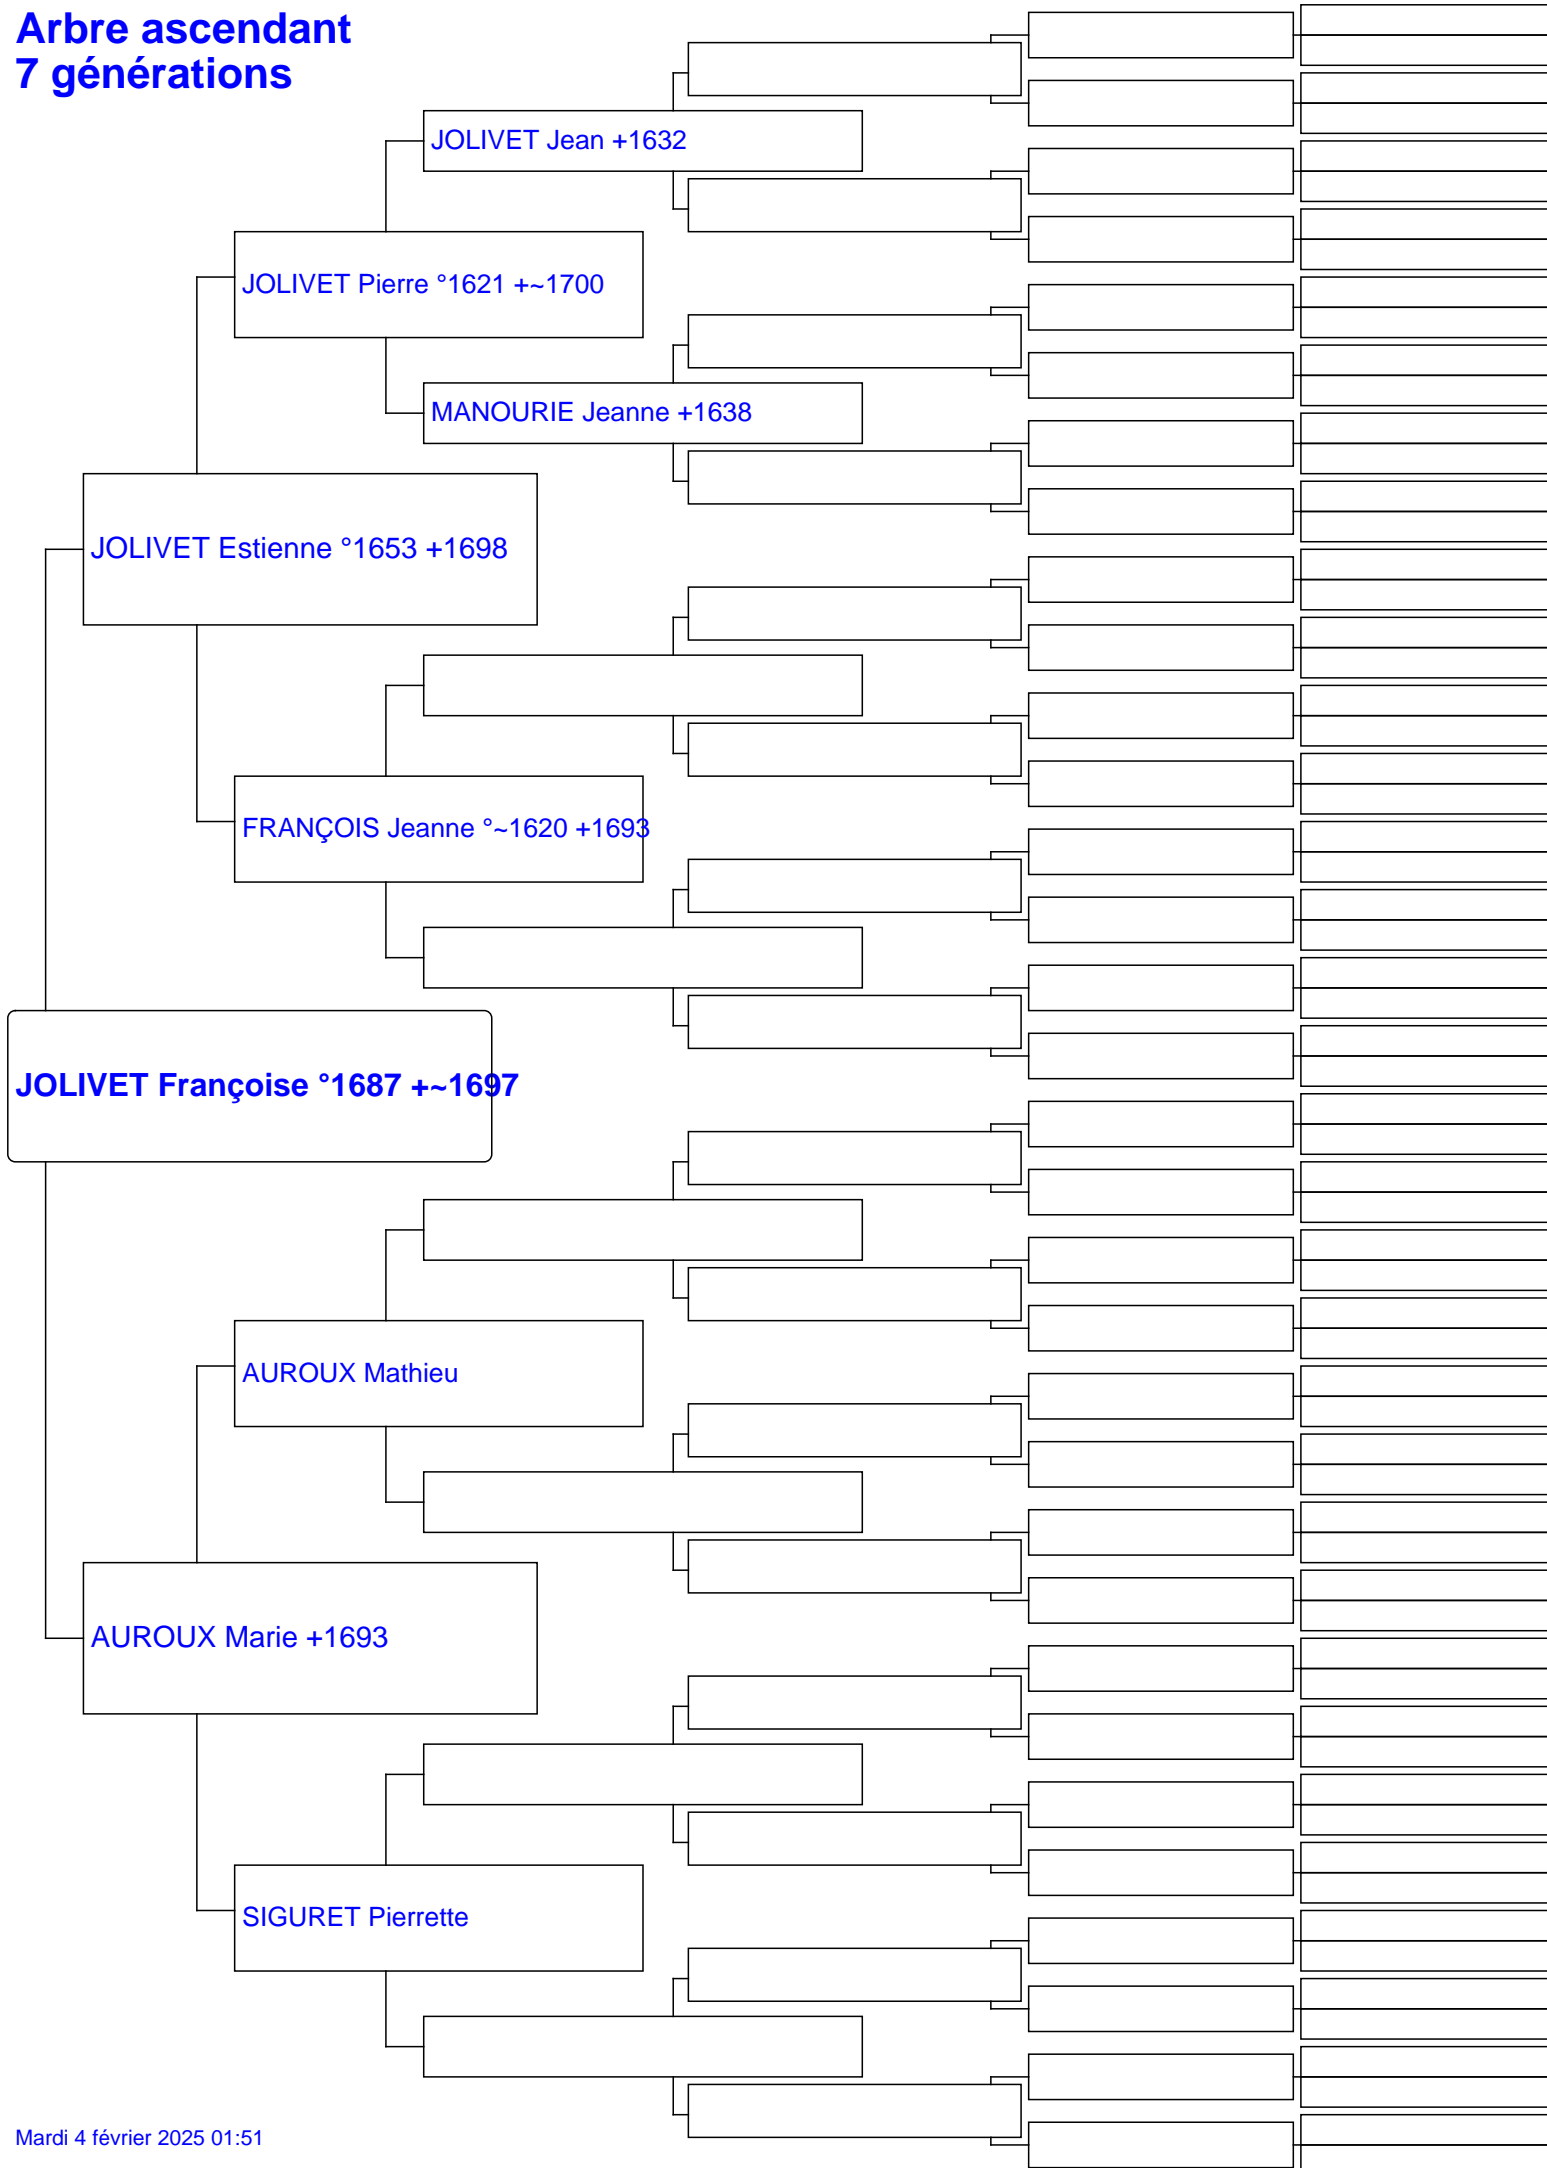 Arbre ascendant
7 générations
JOLIVET Jean +1632
JOLIVET Pierre °1621 +~1700
MANOURIE Jeanne +1638
JOLIVET Estienne °1653 +1698
FRANÇOIS Jeanne °~1620 +1693
JOLIVET Françoise °1687 +~1697
AUROUX Mathieu
AUROUX Marie +1693
SIGURET Pierrette
Mardi 4 février 2025 01:51